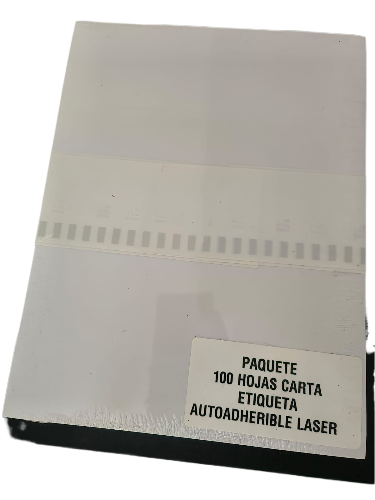 PAQUETE
100 HOJAS CARTA
ETIQUETA
AUTOADHERIBLE LASER